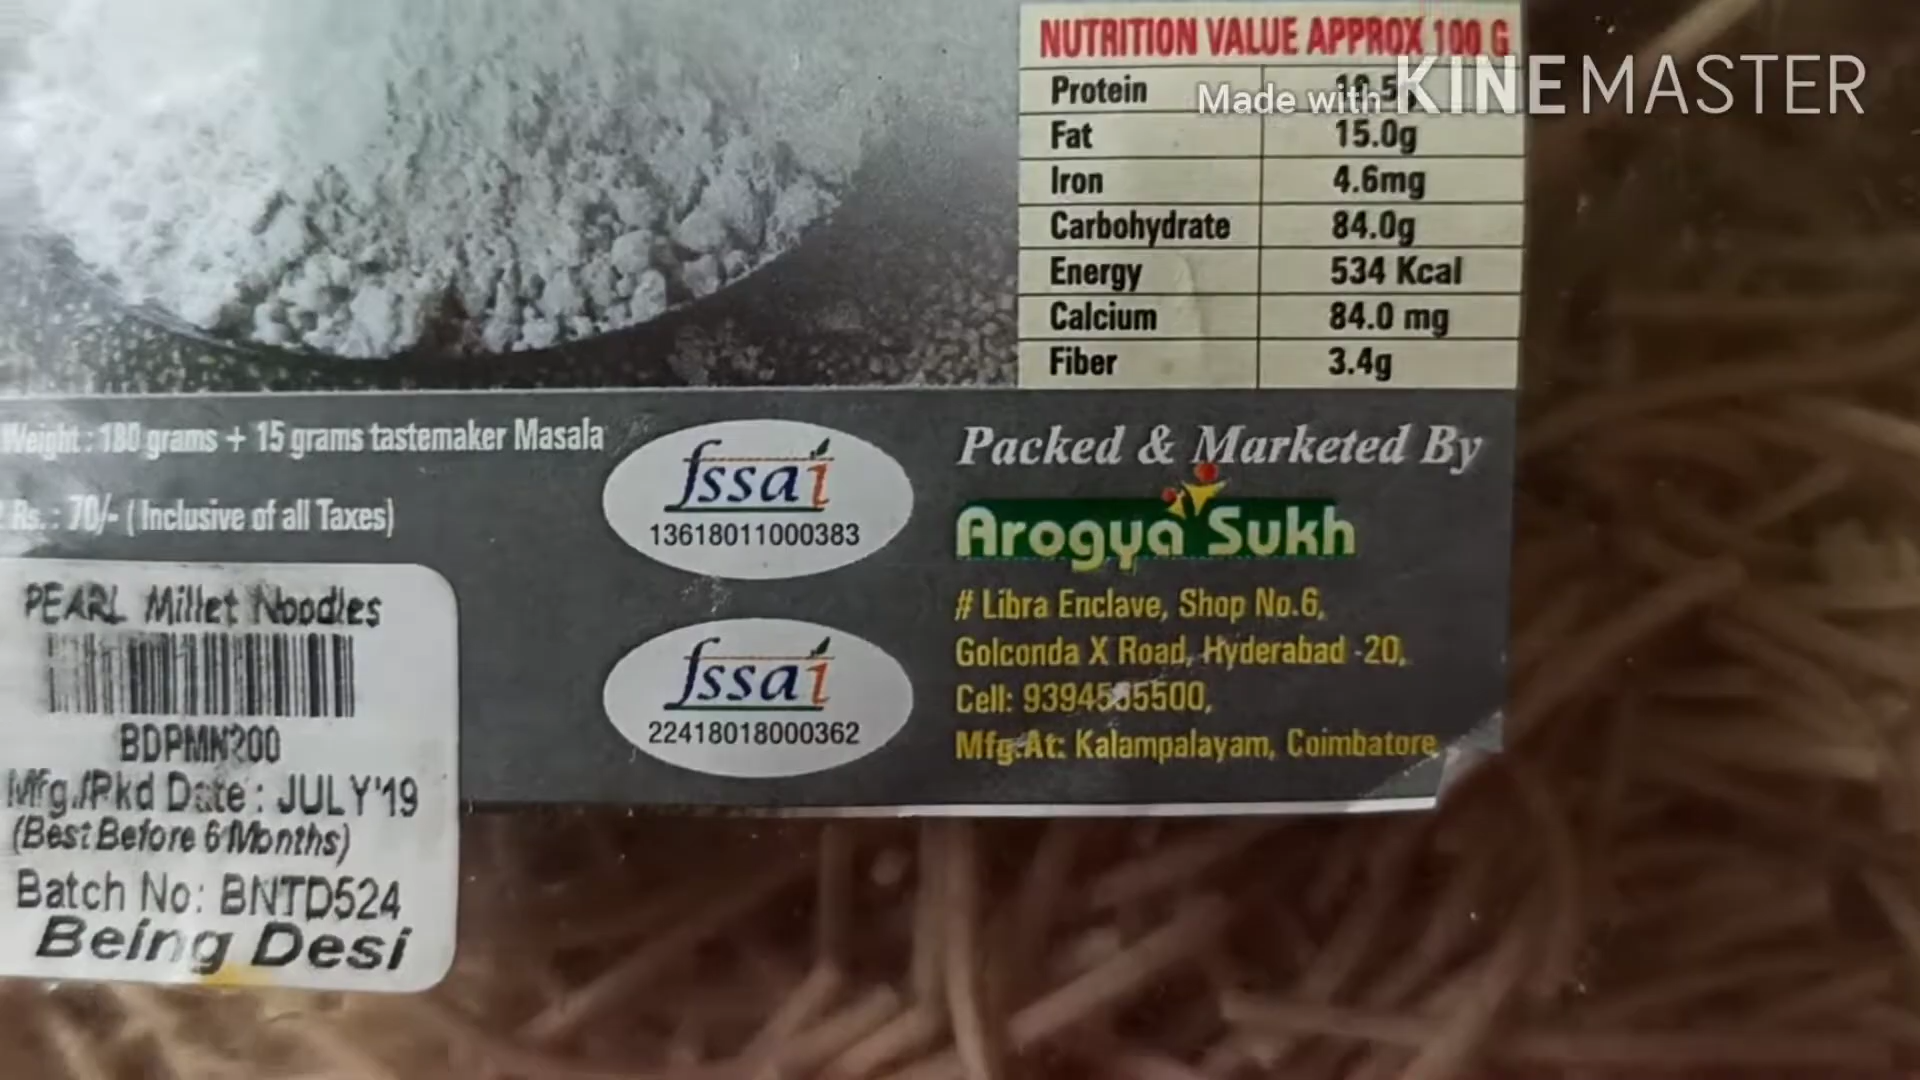 NUTRITION VALUE APPROX 100 G
Protein
Made with KINEMASTER
Fat 15.0g
Iron 4.6mg
Carbohydrate 84.0g
Energy 534 Kcal
Calcium 84.0 mg
Fiber 3.4g
Weight : 180 grams + 15 grams tastemaker Masala
Rs. : 70/- ( Inclusive of all Taxes)
fssai
13618011000383
fssai
22418018000362
Packed & Marketed By
Arogya Sukh
# Libra Enclave, Shop No.6,
Golconda X Road, Hyderabad -20,
Cell:
Mfg.At: Kalampalayam, Coimbatore
PEARL Millet Noodles
BDPMN200
Mfg./Pkd Date : JULY'19
(Best Before 6 Months)
Batch No: BNTD524
Being Desi